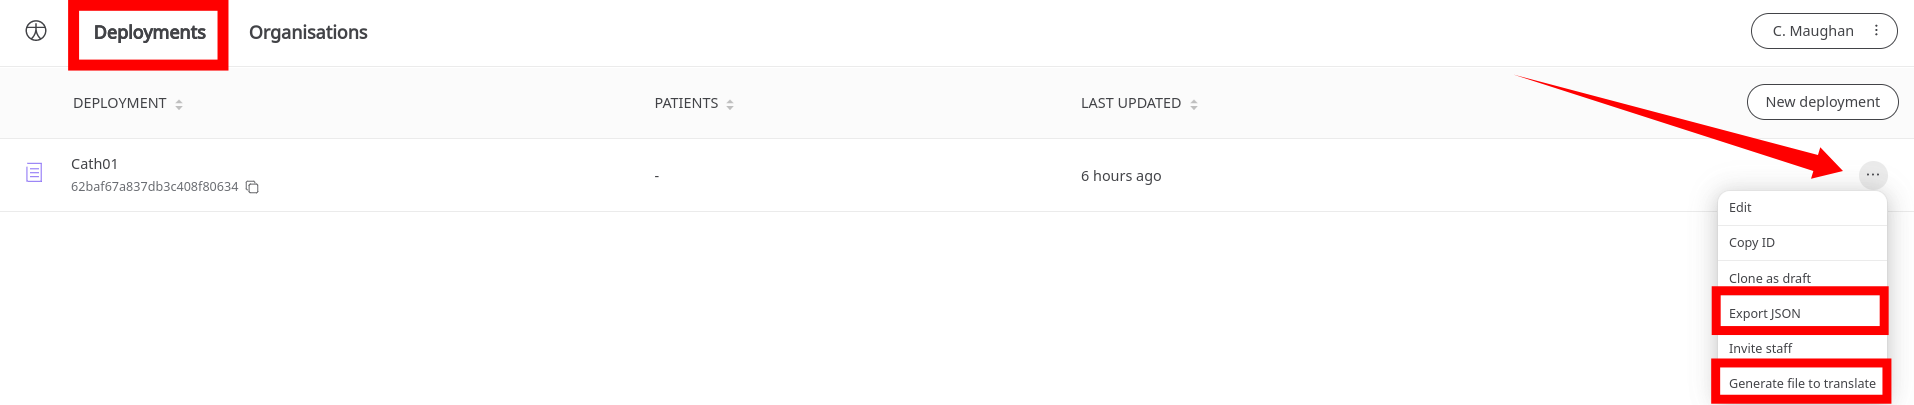 Deployments Organisations C. Maughan
DEPLOYMENT PATIENTS LAST UPDATED New deployment
Cath01
62baf67a837db3c408f80634
- 6 hours ago
Edit
Copy ID
Clone as draft
Export JSON
Invite staff
Generate file to translate